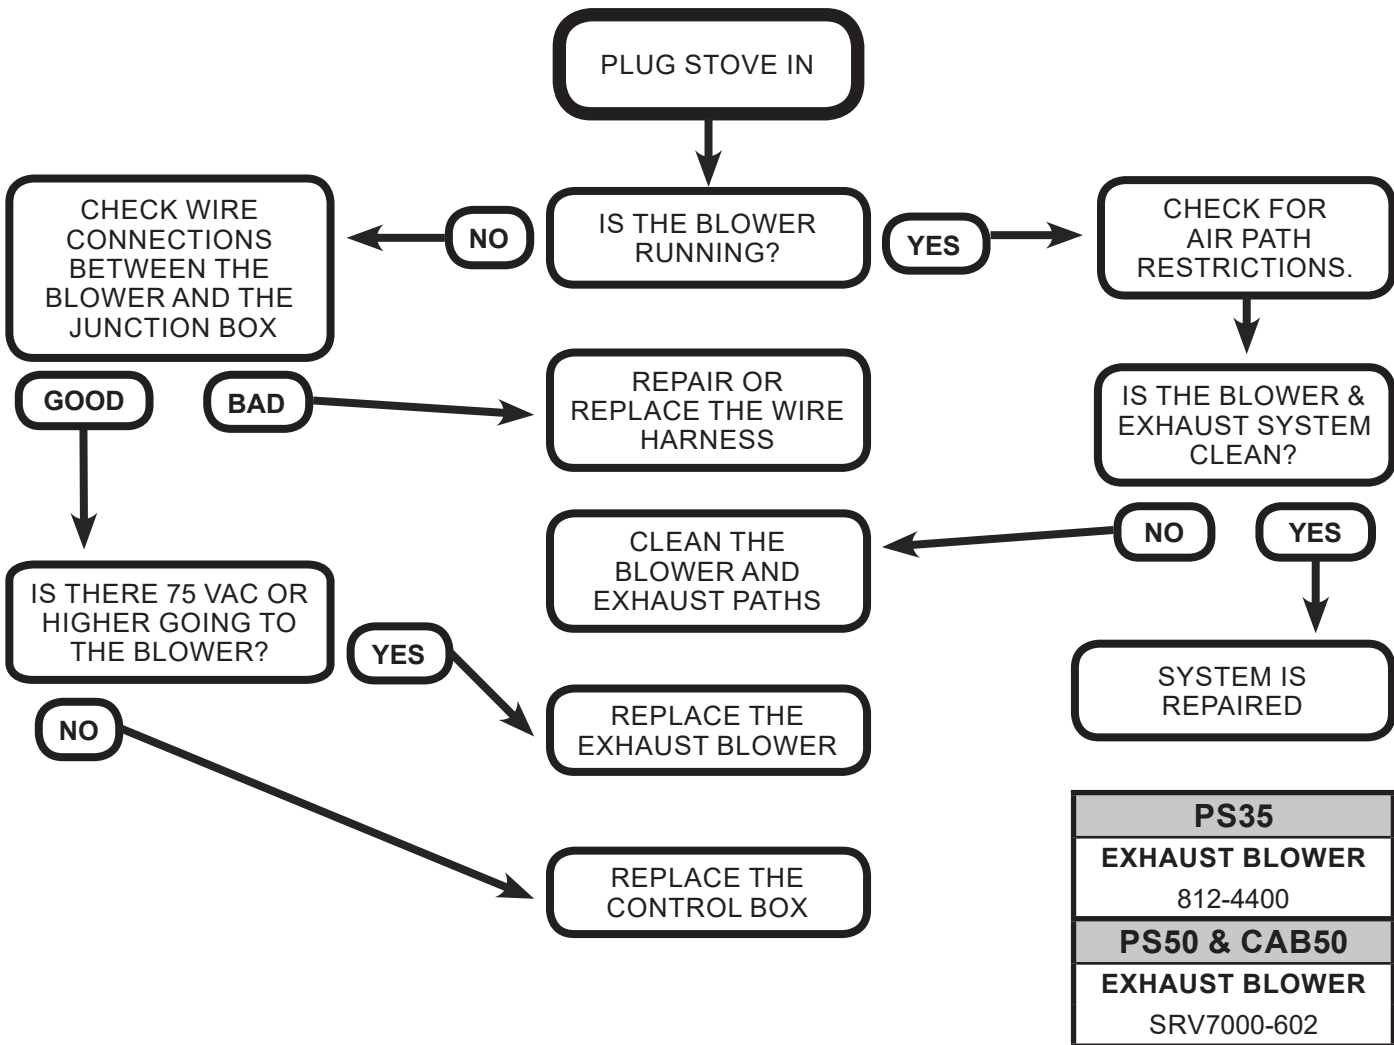 PLUG STOVE IN
IS THE BLOWER
RUNNING?
NO
YES
CHECK WIRE
CONNECTIONS
BETWEEN THE
BLOWER AND THE
JUNCTION BOX
GOOD
BAD
REPAIR OR
REPLACE THE WIRE
HARNESS
IS THERE 75 VAC OR
HIGHER GOING TO
THE BLOWER?
YES
REPLACE THE
EXHAUST BLOWER
NO
REPLACE THE
CONTROL BOX
CHECK FOR
AIR PATH
RESTRICTIONS.
IS THE BLOWER &
EXHAUST SYSTEM
CLEAN?
NO
YES
CLEAN THE
BLOWER AND
EXHAUST PATHS
SYSTEM IS
REPAIRED
PS35
EXHAUST BLOWER
812-4400
PS50 & CAB50
EXHAUST BLOWER
SRV7000-602